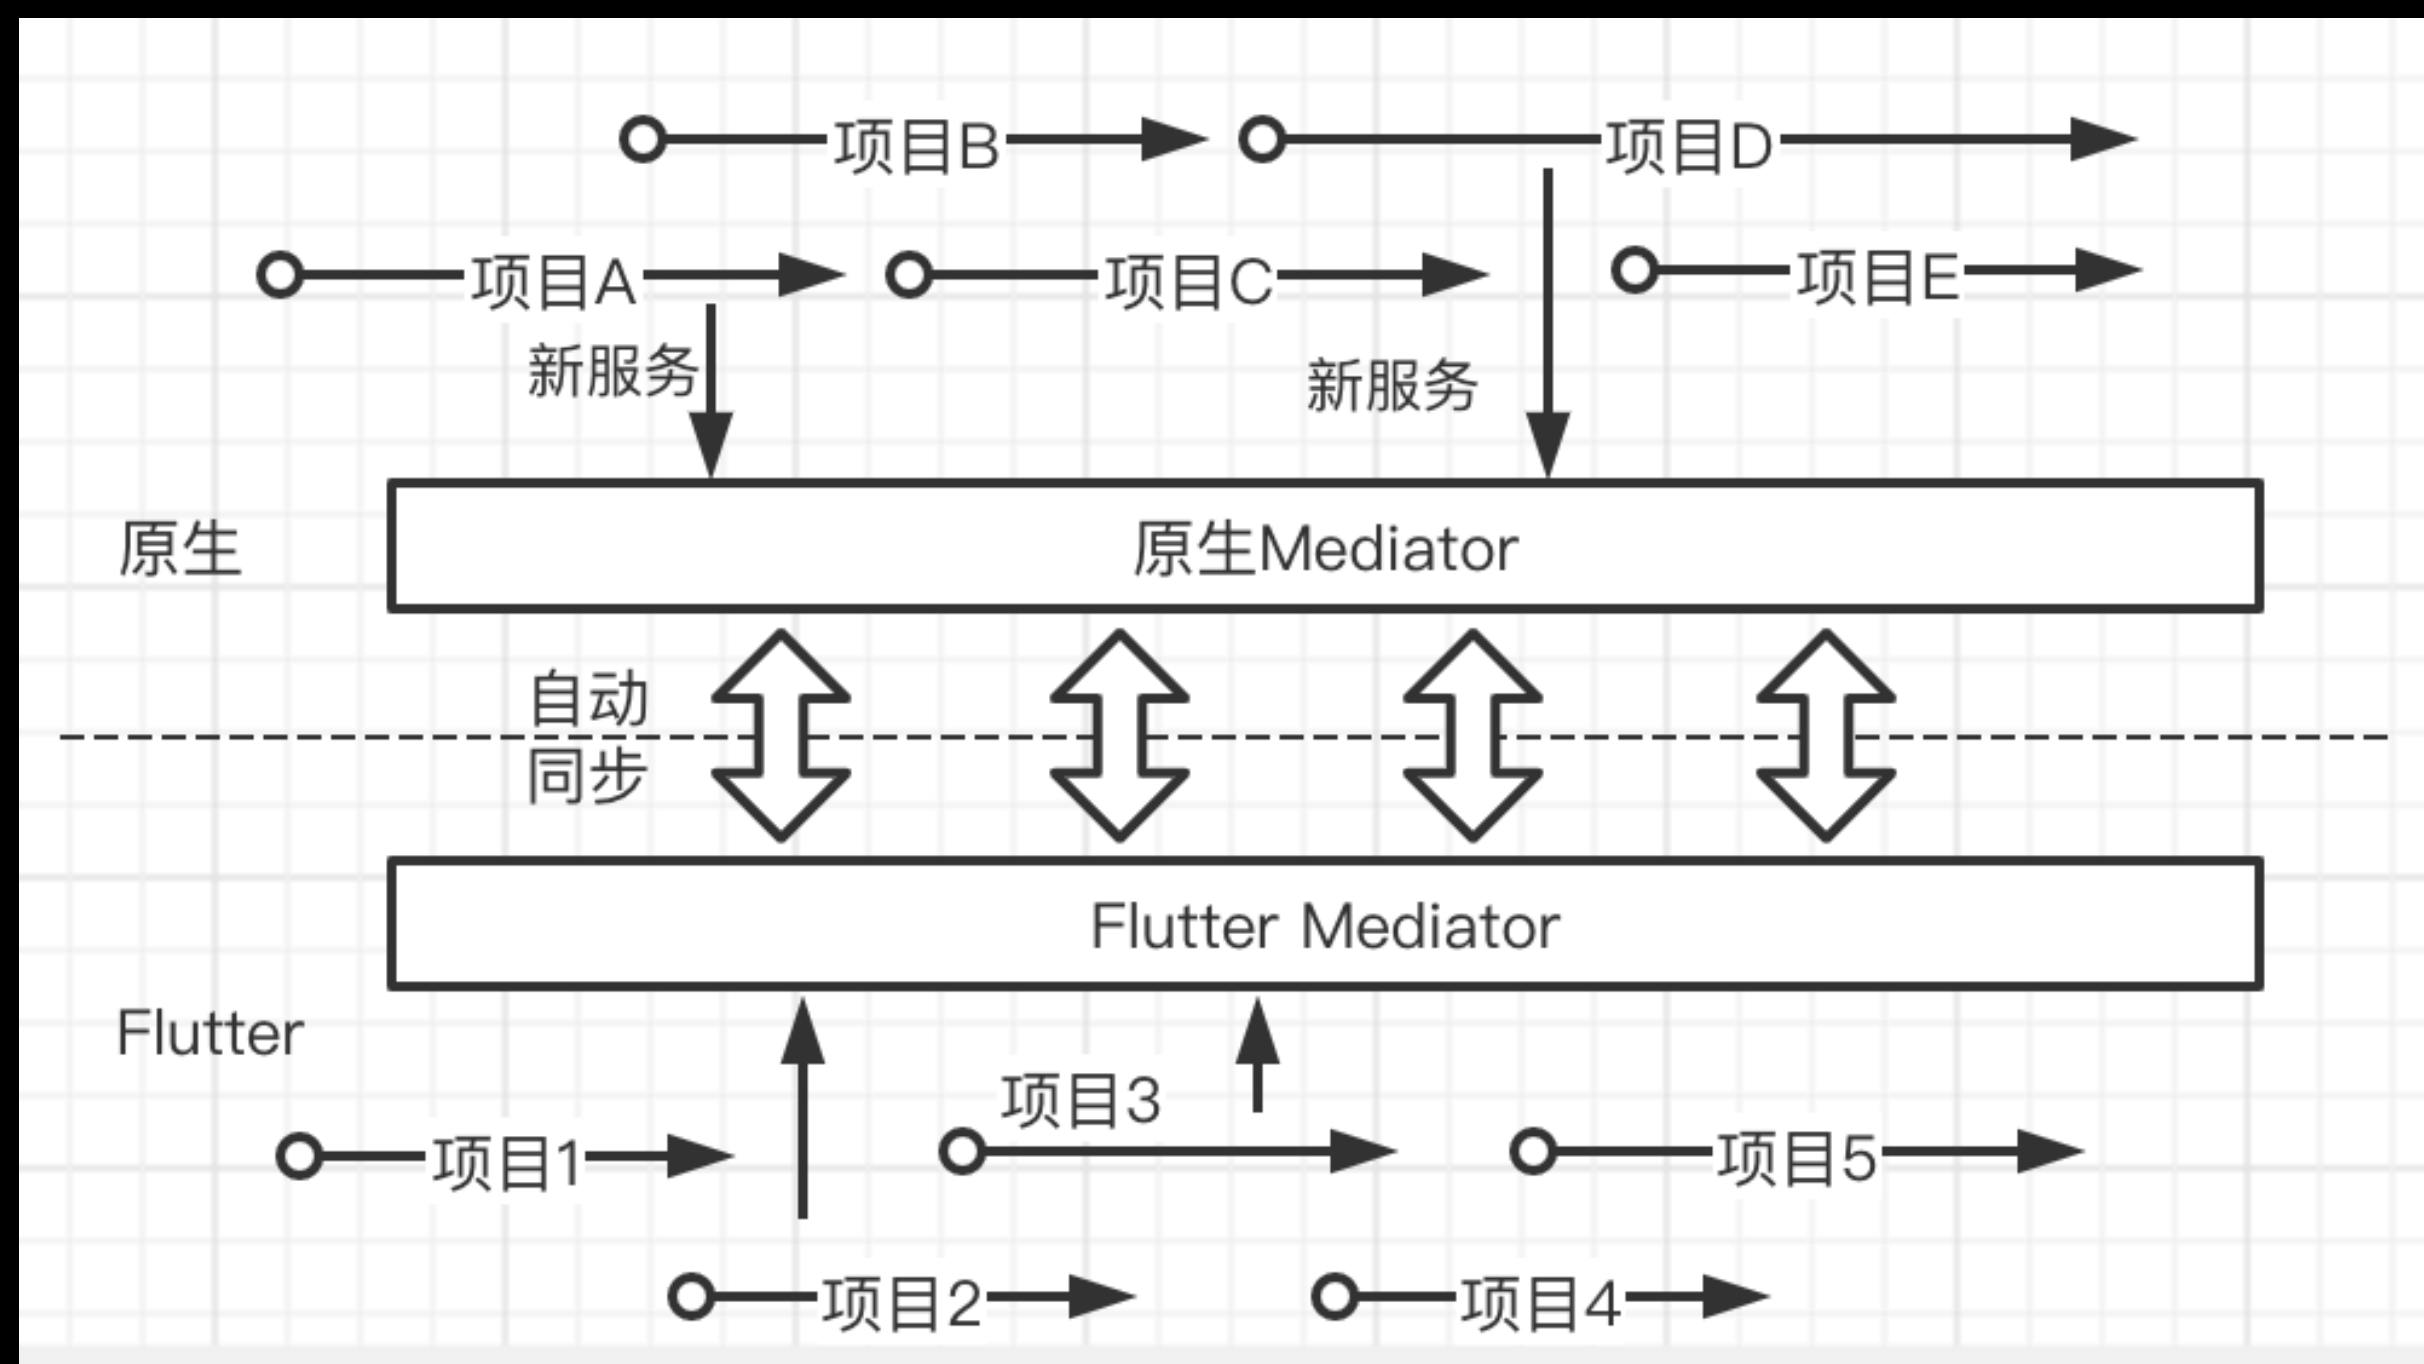 项目B
项目D
项目A
项目C
项目E
新服务
新服务
原生
原生Mediator
自动
同步
Flutter Mediator
Flutter
项目3
项目1
项目5
项目2
项目4